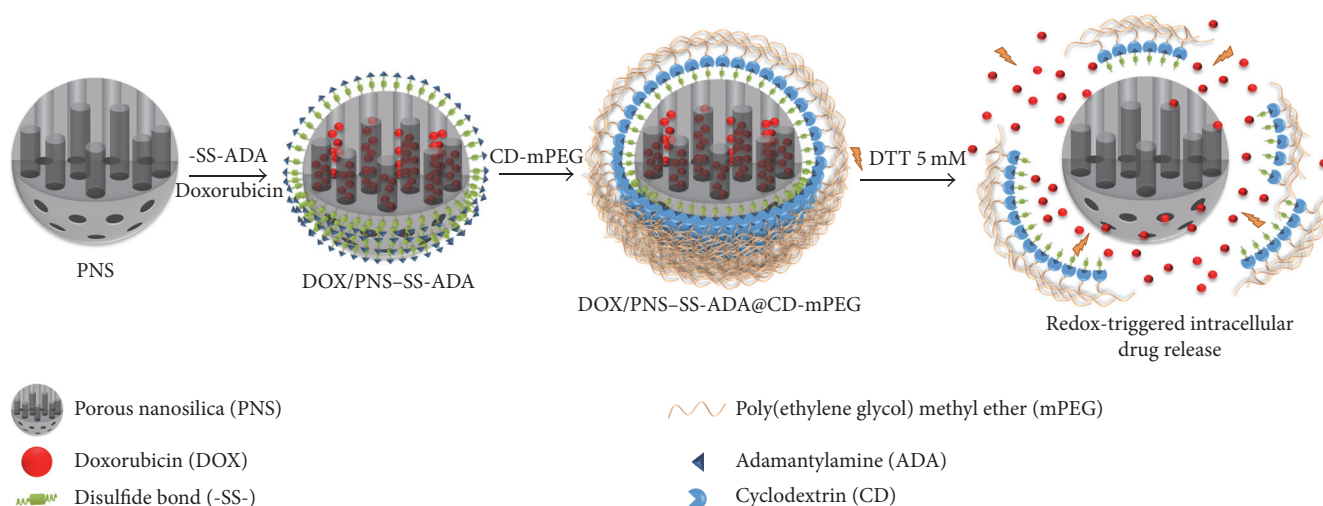 -SS-ADA
Doxorubicin
CD-mPEG
DTT 5 mM
PNS
DOX/PNS–SS-ADA
DOX/PNS–SS-ADA@CD-mPEG
Redox-triggered intracellular
drug release
Porous nanosilica (PNS)
Doxorubicin (DOX)
Disulfide bond (-SS-)
Poly(ethylene glycol) methyl ether (mPEG)
Adamantylamine (ADA)
Cyclodextrin (CD)